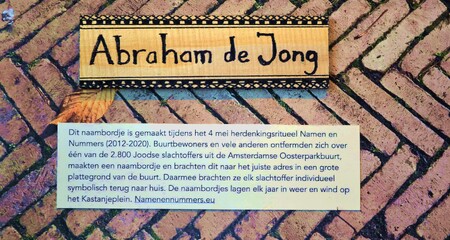 Abraham de Jong
Dit naambordje is gemaakt tijdens het 4 mei herdenkingsritueel Namen en
Nummers (2012-2020). Buurtbewoners en vele anderen ontfermden zich over
één van de 2.800 Joodse slachtoffers uit de Amsterdamse Oosterparkbuurt,
maakten een naambordje en brachten dit naar het juiste adres in een grote
plattegrond van de buurt. Daarmee brachten ze elk slachtoffer individueel
symbolisch terug naar huis. De naambordjes lagen elk jaar in weer en wind op
het Kastanjeplein. Namenennummers.eu